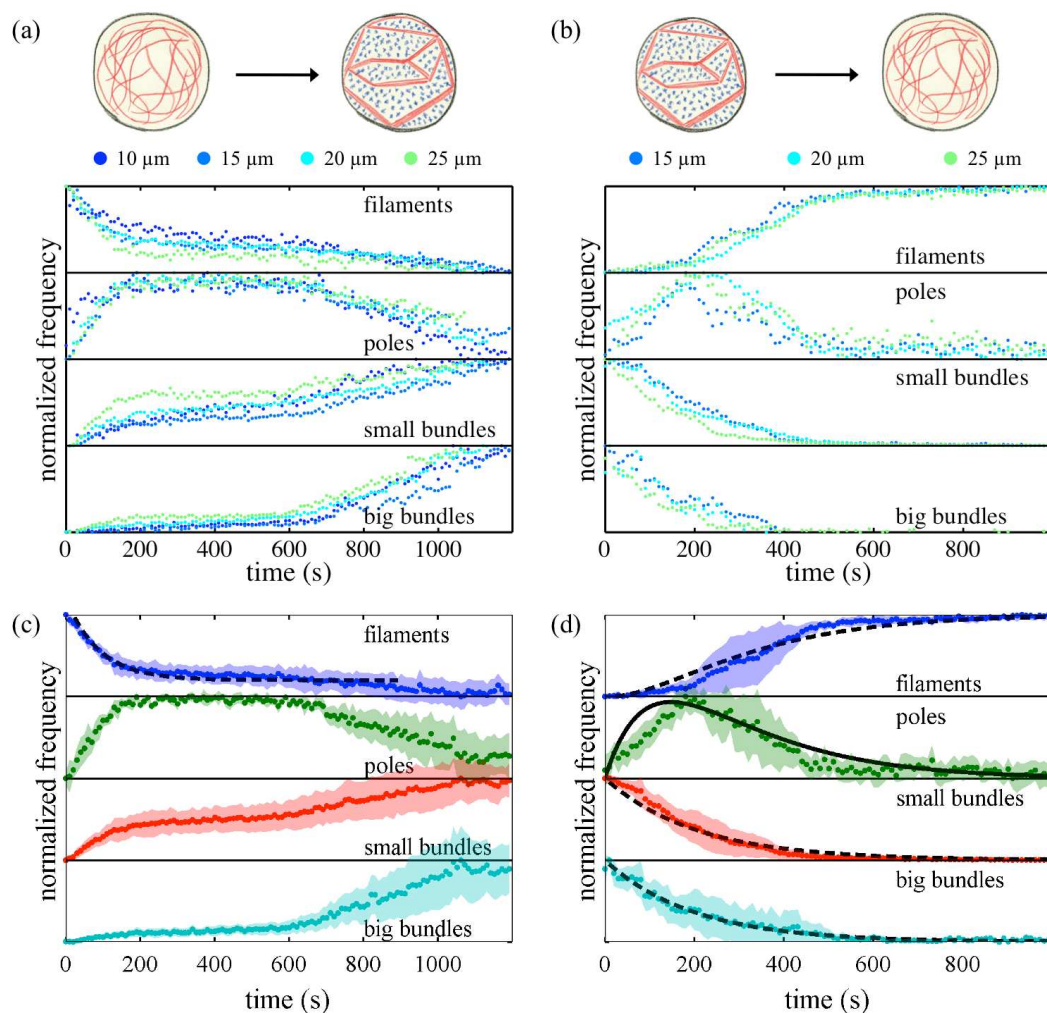 (a)
(b)
10 µm 15 µm 20 µm 25 µm
15 µm 20 µm 25 µm
normalized frequency
filaments
poles
small bundles
big bundles
0 200 400 600 800 1000
time (s)
normalized frequency
filaments
poles
small bundles
big bundles
0 200 400 600 800
time (s)
(c)
normalized frequency
filaments
poles
small bundles
big bundles
0 200 400 600 800 1000
time (s)
(d)
normalized frequency
filaments
poles
small bundles
big bundles
0 200 400 600 800
time (s)